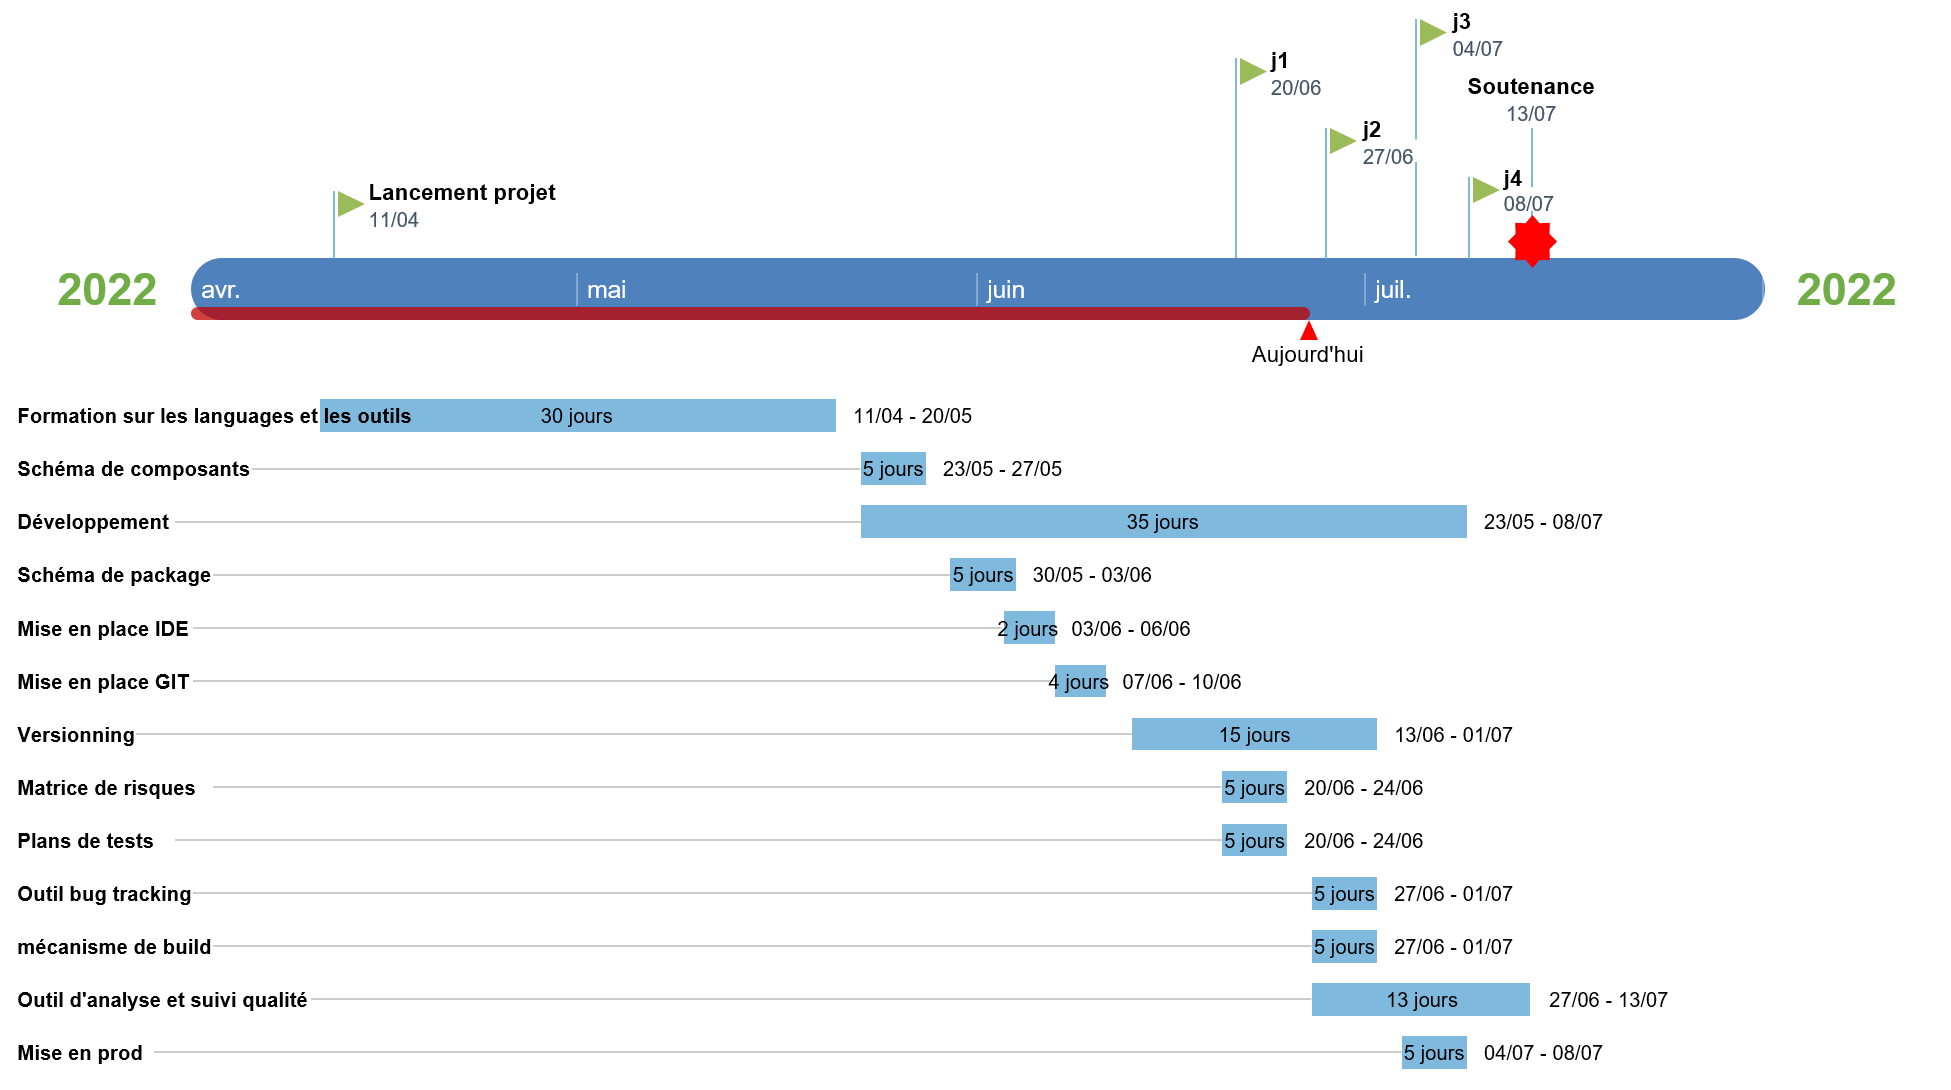 j3
04/07
j1
20/06
Soutenance
13/07
j2
27/06
j4
08/07
Lancement projet
11/04
2022
avr.
mai
juin
juil.
2022
Aujourd'hui
Formation sur les languages et les outils 30 jours 11/04 - 20/05
Schéma de composants 5 jours 23/05 - 27/05
Développement 35 jours 23/05 - 08/07
Schéma de package 5 jours 30/05 - 03/06
Mise en place IDE 2 jours 03/06 - 06/06
Mise en place GIT 4 jours 07/06 - 10/06
Versionning 15 jours 13/06 - 01/07
Matrice de risques 5 jours 20/06 - 24/06
Plans de tests 5 jours 20/06 - 24/06
Outil bug tracking 5 jours 27/06 - 01/07
mécanisme de build 5 jours 27/06 - 01/07
Outil d'analyse et suivi qualité 13 jours 27/06 - 13/07
Mise en prod 5 jours 04/07 - 08/07